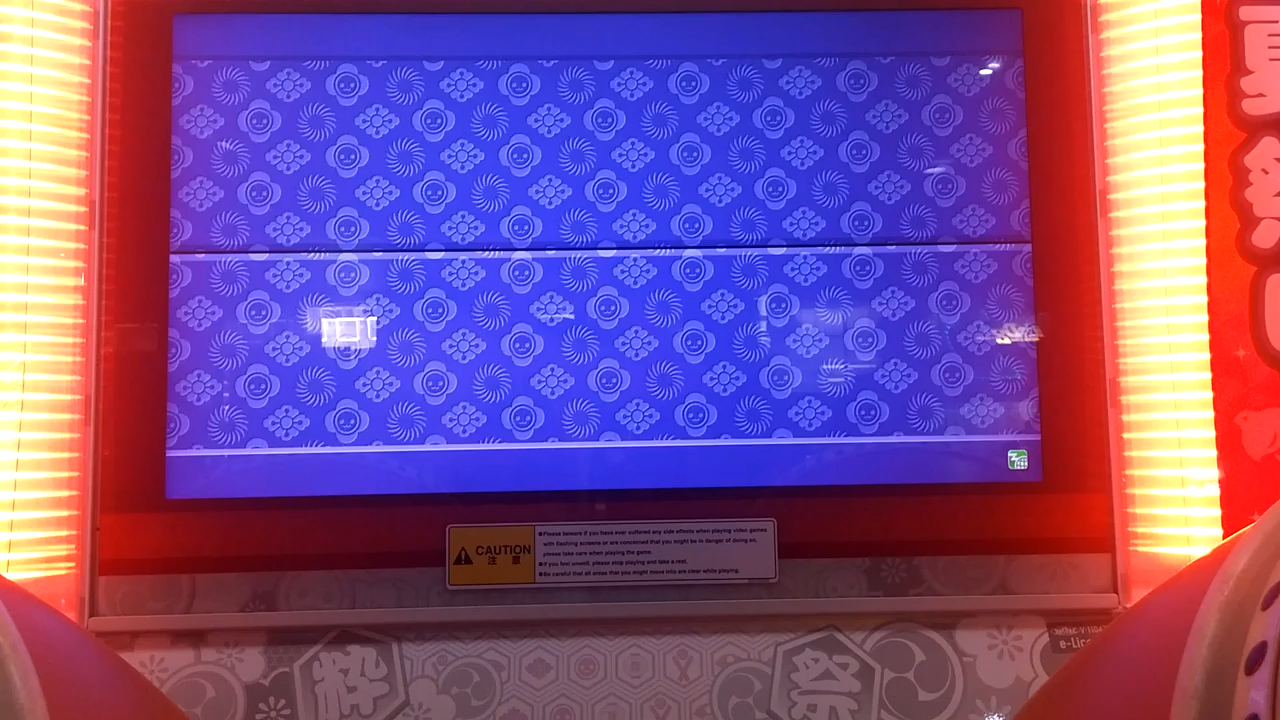 CAUTION
注 意
●Please beware if you have ever suffered any side effects when playing video games
with flashing screens or are concerned that you might be in danger of doing so,
please take care when playing the game.
●If you feel unwell, please stop playing and take a rest.
●Be careful that all areas that you might move into are clear while playing.
粋
祭